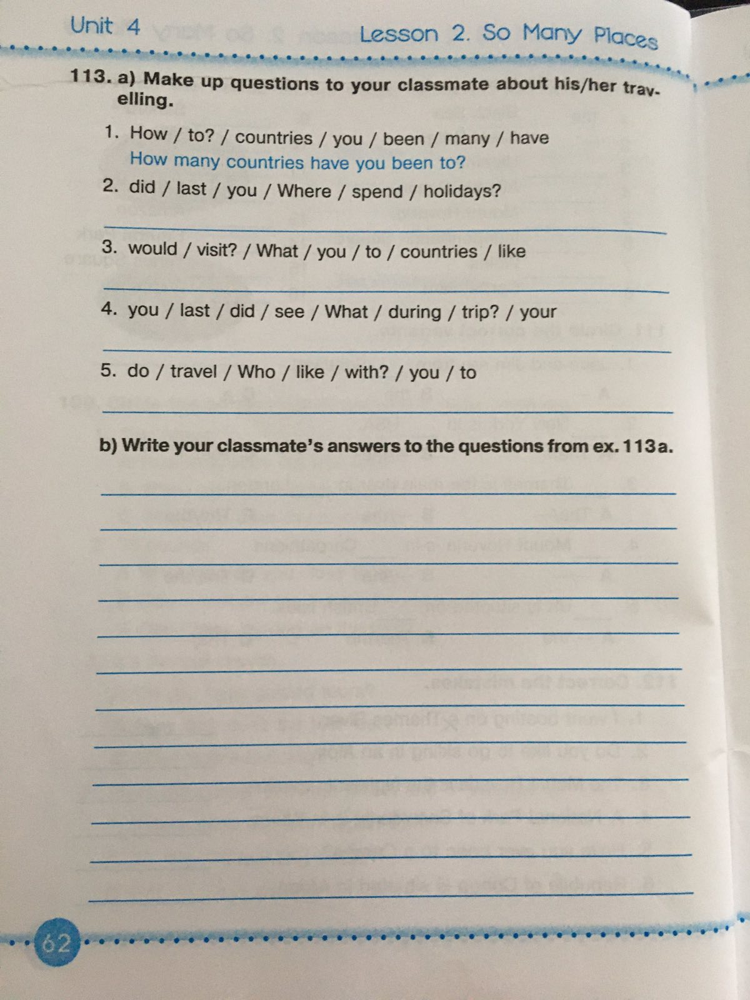 Unit 4
Lesson 2. So Many Places
113. a) Make up questions to your classmate about his/her trav-
elling.
1. How / to? / countries / you / been / many / have
How many countries have you been to?
2. did / last / you / Where / spend / holidays?
3. would / visit? / What / you / to / countries / like
4. you / last / did / see / What / during / trip? / your
5. do / travel / Who / like / with? / you / to
b) Write your classmate's answers to the questions from ex. 113a.
62